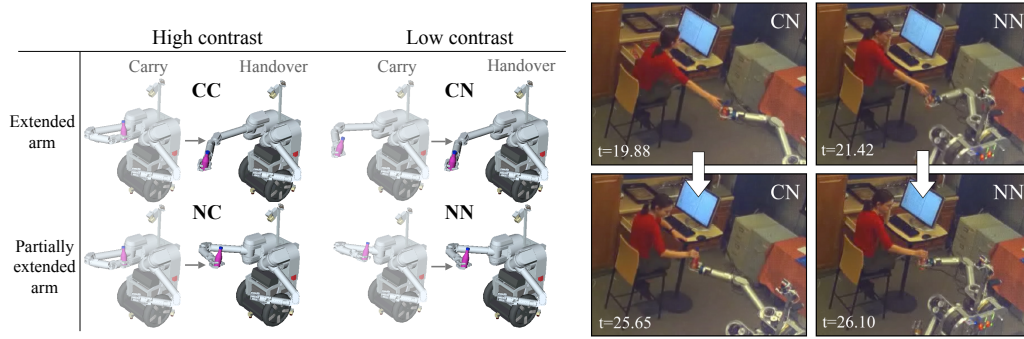 High contrast
Low contrast
Carry
Handover
Carry
Handover
CC
CN
Extended
arm
NC
NN
Partially
extended
arm
CN
t=19.88
NN
t=21.42
CN
t=25.65
NN
t=26.10